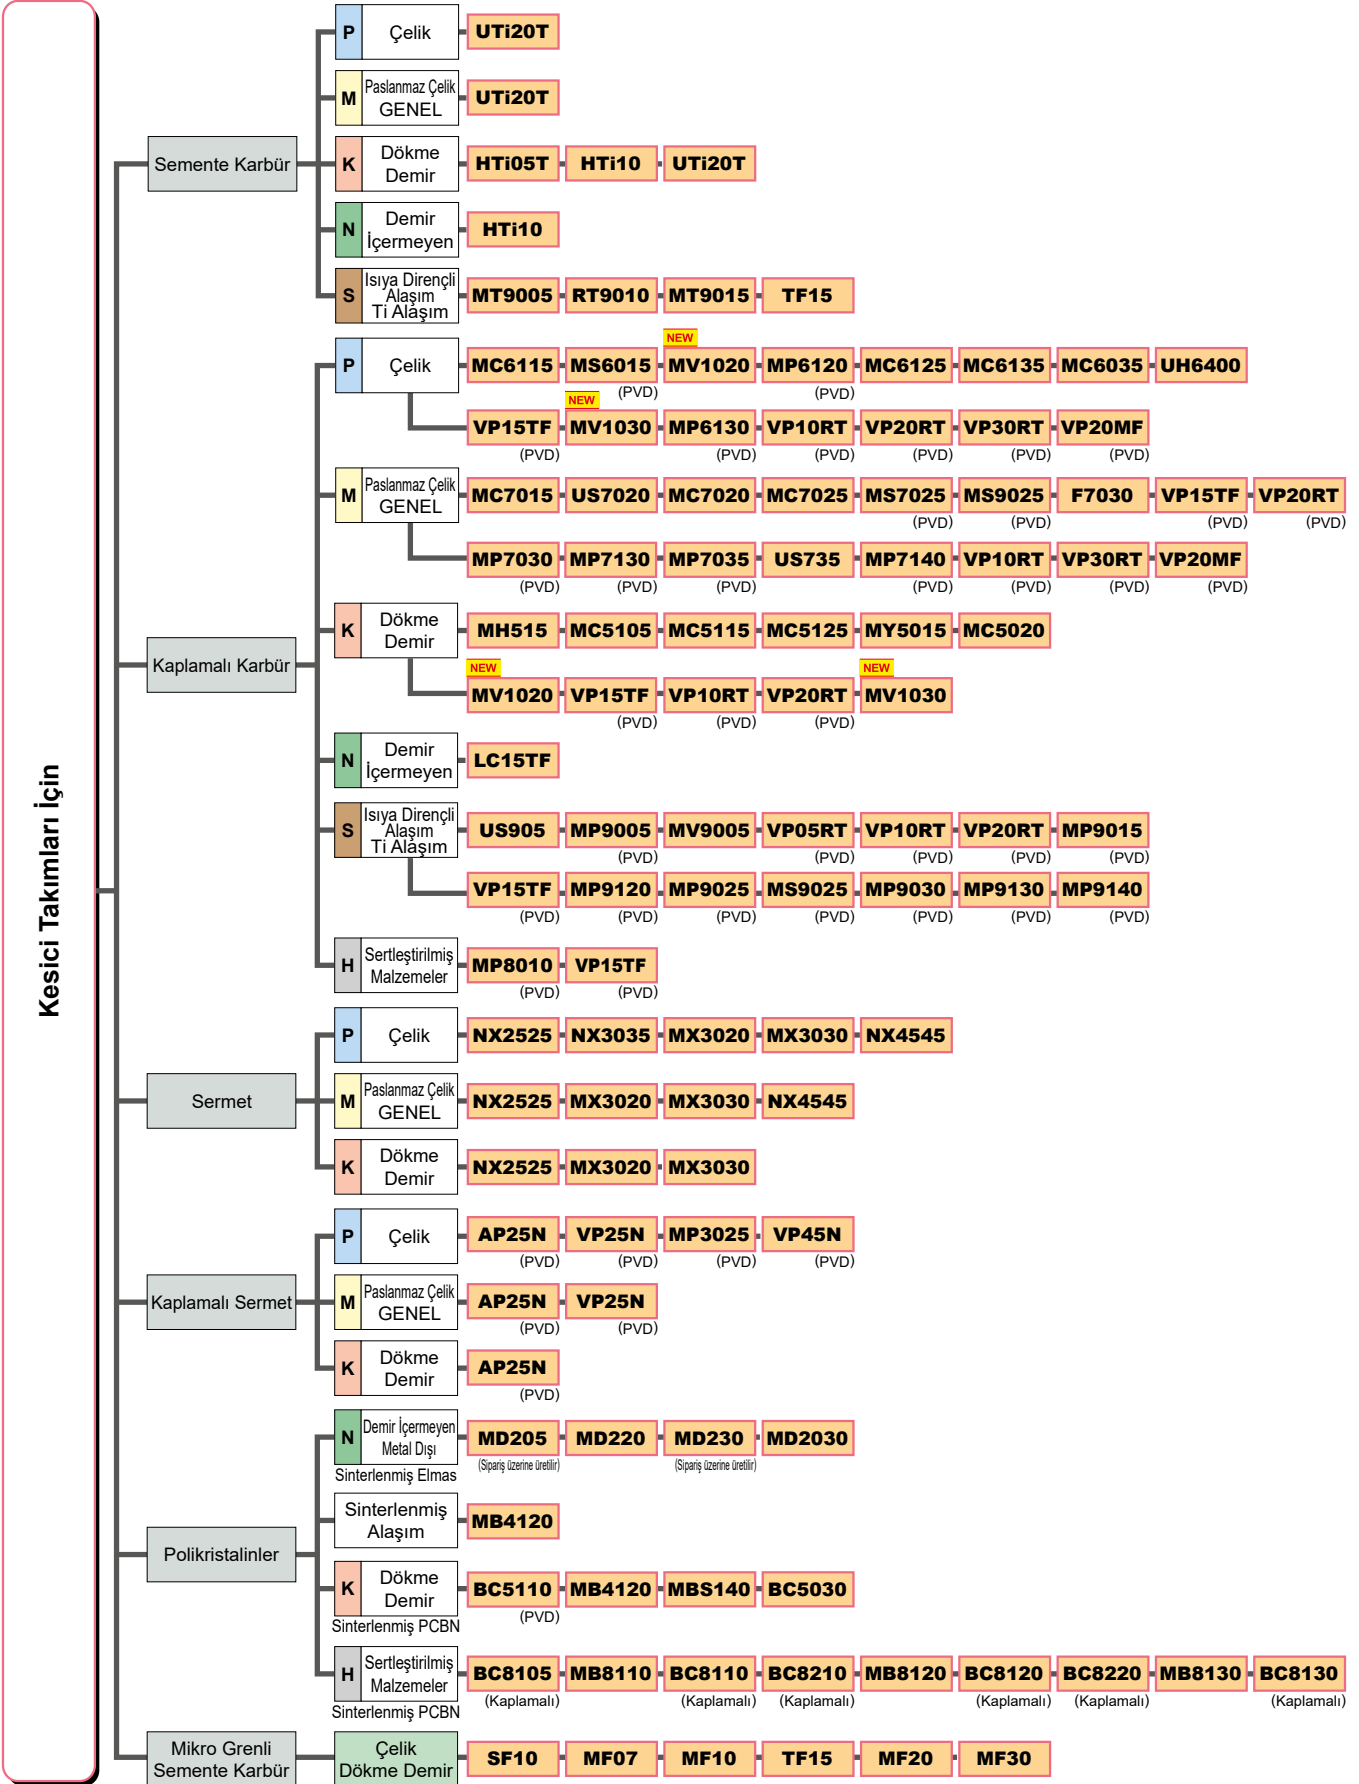 Kesici Takımları İçin
Semente Karbür
P Çelik UTi20T
M Paslanmaz Çelik
GENEL
UTi20T
K Dökme
Demir
HTi05T HTi10 UTi20T
N Demir
İçermeyen
HTi10
S Isıya Dirençli
Alaşım
Ti Alaşım
MT9005 RT9010 MT9015 TF15
Kaplamalı Karbür
NEW
P Çelik MC6115 MS6015 MV1020 MP6120 MC6125 MC6135 MC6035 UH6400
(PVD) (PVD)
NEW
VP15TF MV1030 MP6130 VP10RT VP20RT VP30RT VP20MF
(PVD) (PVD) (PVD) (PVD) (PVD) (PVD)
M Paslanmaz Çelik
GENEL
MC7015 US7020 MC7020 MC7025 MS7025 MS9025 F7030 VP15TF VP20RT
(PVD) (PVD) (PVD) (PVD)
MP7030 MP7130 MP7035 US735 MP7140 VP10RT VP30RT VP20MF
(PVD) (PVD) (PVD) (PVD) (PVD) (PVD) (PVD)
K Dökme
Demir
MH515 MC5105 MC5115 MC5125 MY5015 MC5020
NEW NEW
MV1020 VP15TF VP10RT VP20RT MV1030
(PVD) (PVD) (PVD)
N Demir
İçermeyen
LC15TF
S Isıya Dirençli
Alaşım
Ti Alaşım
US905 MP9005 MV9005 VP05RT VP10RT VP20RT MP9015
(PVD) (PVD) (PVD) (PVD) (PVD)
VP15TF MP9120 MP9025 MS9025 MP9030 MP9130 MP9140
(PVD) (PVD) (PVD) (PVD) (PVD) (PVD) (PVD)
H Sertleştirilmiş
Malzemeler
MP8010 VP15TF
(PVD) (PVD)
Sermet
P Çelik NX2525 NX3035 MX3020 MX3030 NX4545
M Paslanmaz Çelik
GENEL
NX2525 MX3020 MX3030 NX4545
K Dökme
Demir
NX2525 MX3020 MX3030
Kaplamalı Sermet
P Çelik AP25N VP25N MP3025 VP45N
(PVD) (PVD) (PVD) (PVD)
M Paslanmaz Çelik
GENEL
AP25N VP25N
(PVD) (PVD)
K Dökme
Demir
AP25N
(PVD)
Polikristalinler
N Demir İçermeyen
Metal Dışı
Sinterlenmiş Elmas
MD205 MD220 MD230 MD2030
(Sipariş üzerine üretilir) (Sipariş üzerine üretilir)
Sinterlenmiş
Alaşım
MB4120
K Dökme
Demir
Sinterlenmiş PCBN
BC5110 MB4120 MBS140 BC5030
(PVD)
H Sertleştirilmiş
Malzemeler
Sinterlenmiş PCBN
BC8105 MB8110 BC8110 BC8210 MB8120 BC8120 BC8220 MB8130 BC8130
(Kaplamalı) (Kaplamalı) (Kaplamalı) (Kaplamalı) (Kaplamalı) (Kaplamalı)
Mikro Grenli
Semente Karbür
Çelik
Dökme Demir
SF10 MF07 MF10 TF15 MF20 MF30